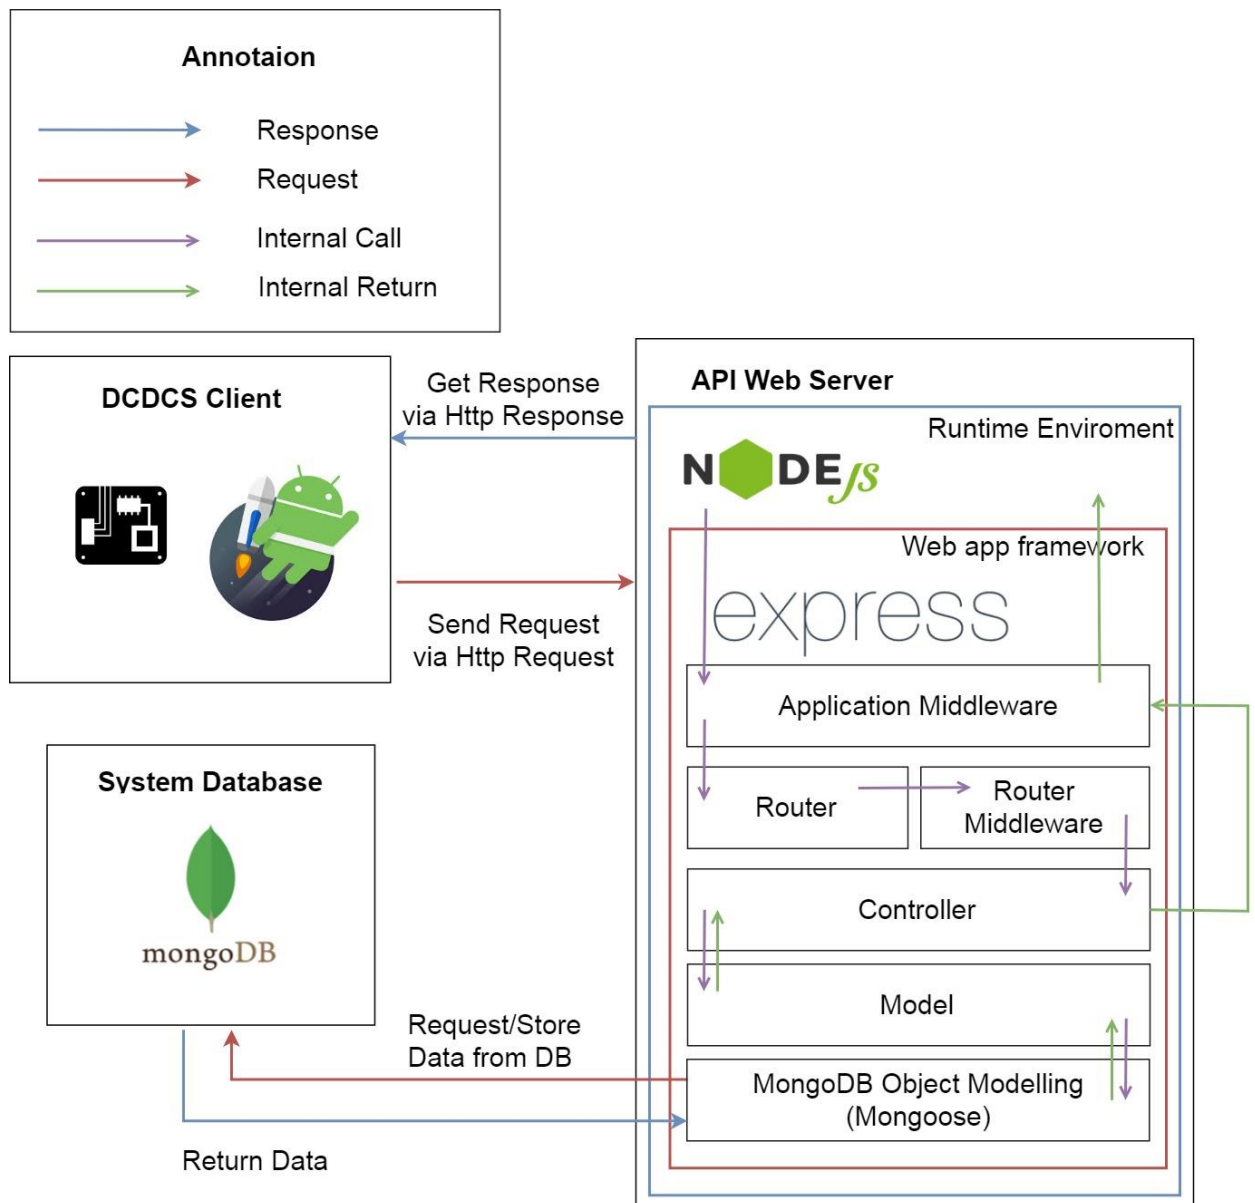 Annotaion
Response
Request
Internal Call
Internal Return
DCDCS Client
Get Response
via Http Response
Send Request
via Http Request
API Web Server
Runtime Enviroment
NODEJS
Web app framework
express
Application Middleware
Router
Router
Middleware
Controller
Model
MongoDB Object Modelling
(Mongoose)
System Database
mongoDB
Request/Store
Data from DB
Return Data